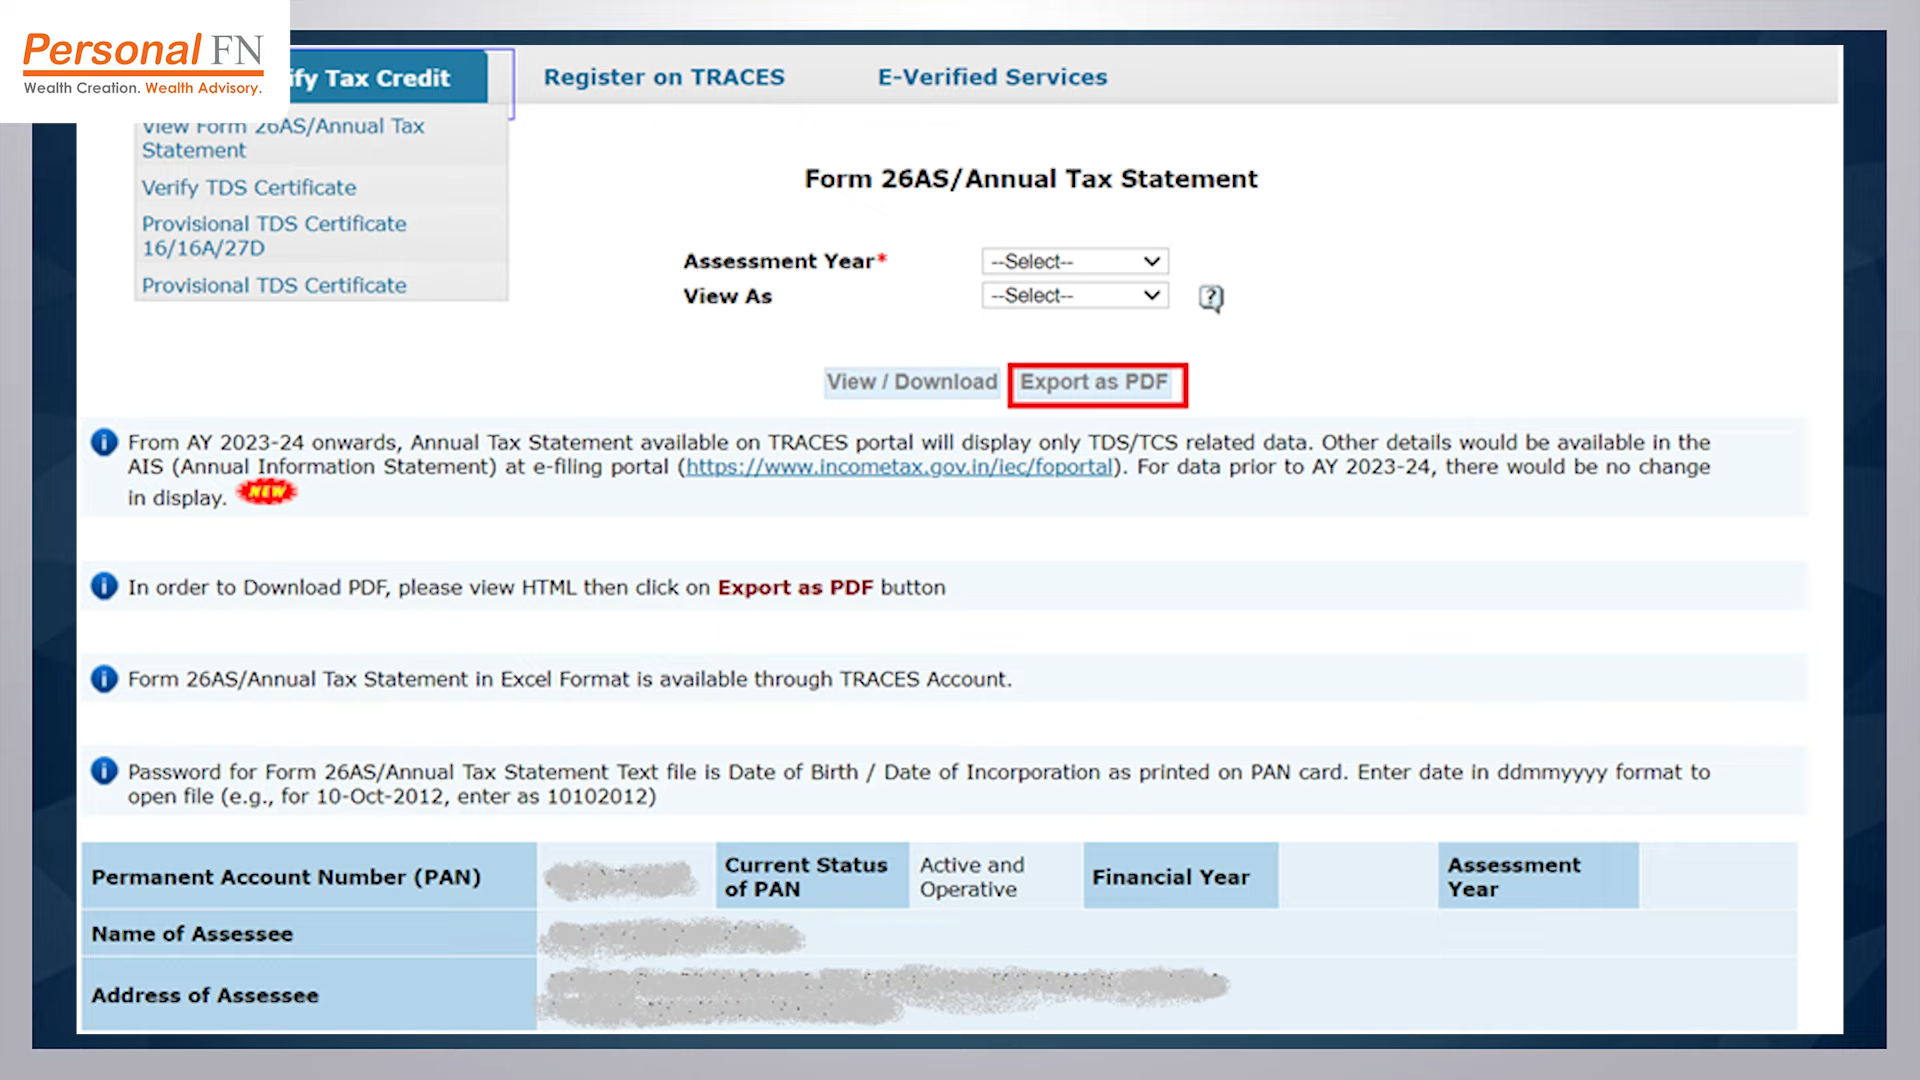 Personal FN
Wealth Creation. Wealth Advisory.
ify Tax Credit
Register on TRACES
E-Verified Services
View Form 26AS/Annual Tax
Statement
Verify TDS Certificate
Provisional TDS Certificate
16/16A/27D
Provisional TDS Certificate
Form 26AS/Annual Tax Statement
Assessment Year* --Select--
View As --Select-- ?
View / Download Export as PDF
From AY 2023-24 onwards, Annual Tax Statement available on TRACES portal will display only TDS/TCS related data. Other details would be available in the
AIS (Annual Information Statement) at e-filing portal (https://www.incometax.gov.in/iec/foportal). For data prior to AY 2023-24, there would be no change
in display. NEW
In order to Download PDF, please view HTML then click on Export as PDF button
Form 26AS/Annual Tax Statement in Excel Format is available through TRACES Account.
Password for Form 26AS/Annual Tax Statement Text file is Date of Birth / Date of Incorporation as printed on PAN card. Enter date in ddmmyyyy format to
open file (e.g., for 10-Oct-2012, enter as 10102012)
Permanent Account Number (PAN)
Current Status
of PAN
Active and
Operative
Financial Year
Assessment
Year
Name of Assessee
Address of Assessee